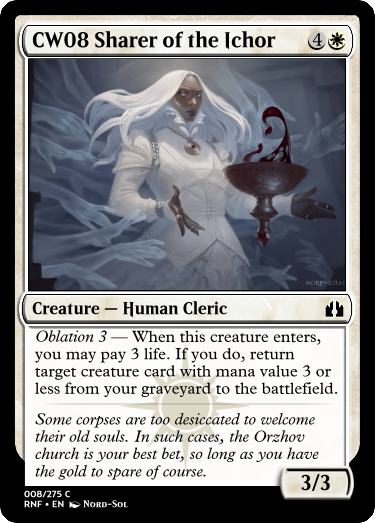 CW08 Sharer of the Ichor 4
NORD-SOL
Creature — Human Cleric
Oblation 3 — When this creature enters,
you may pay 3 life. If you do, return
target creature card with mana value 3 or
less from your graveyard to the battlefield.
Some corpses are too desiccated to welcome
their old souls. In such cases, the Orzhov
church is your best bet, so long as you have
the gold to spare of course.
3/3
008/275 C
RNF • EN Nord-Sol